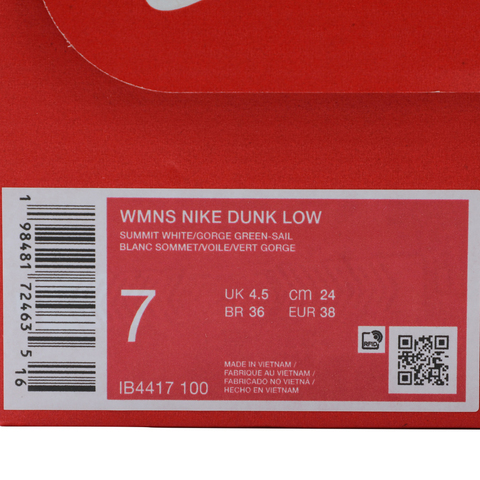 WMNS NIKE DUNK LOW
SUMMIT WHITE/GORGE GREEN-SAIL
BLANC SOMMET/VOILE/VERT GORGE
7
UK 4.5 cm 24
BR 36 EUR 38
MADE IN VIETNAM /
FABRIQUE AU VIETNAM /
FABRICADO NO VIETNÃ /
HECHO EN VIETNAM
IB4417 100
RFID
1 98481 72463 5 16